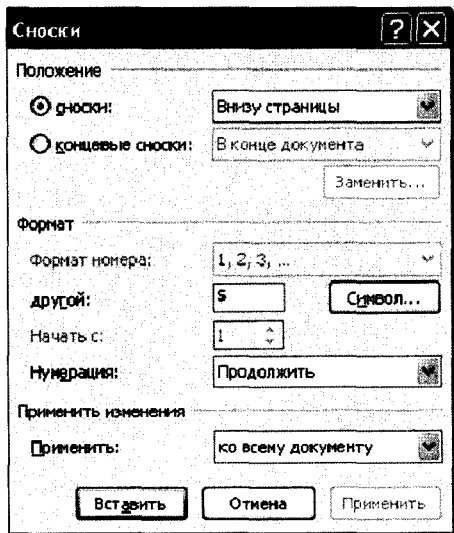 Сноски
Положение
сноски: Внизу страницы
концевые сноски: В конце документа
Заменить...
Формат
Формат номера: 1, 2, 3, ...
другой: Символ...
Начать с: 1
Нумерация: Продолжить
Применить изменения
Применить: ко всему документу
Вставить Отмена Применить